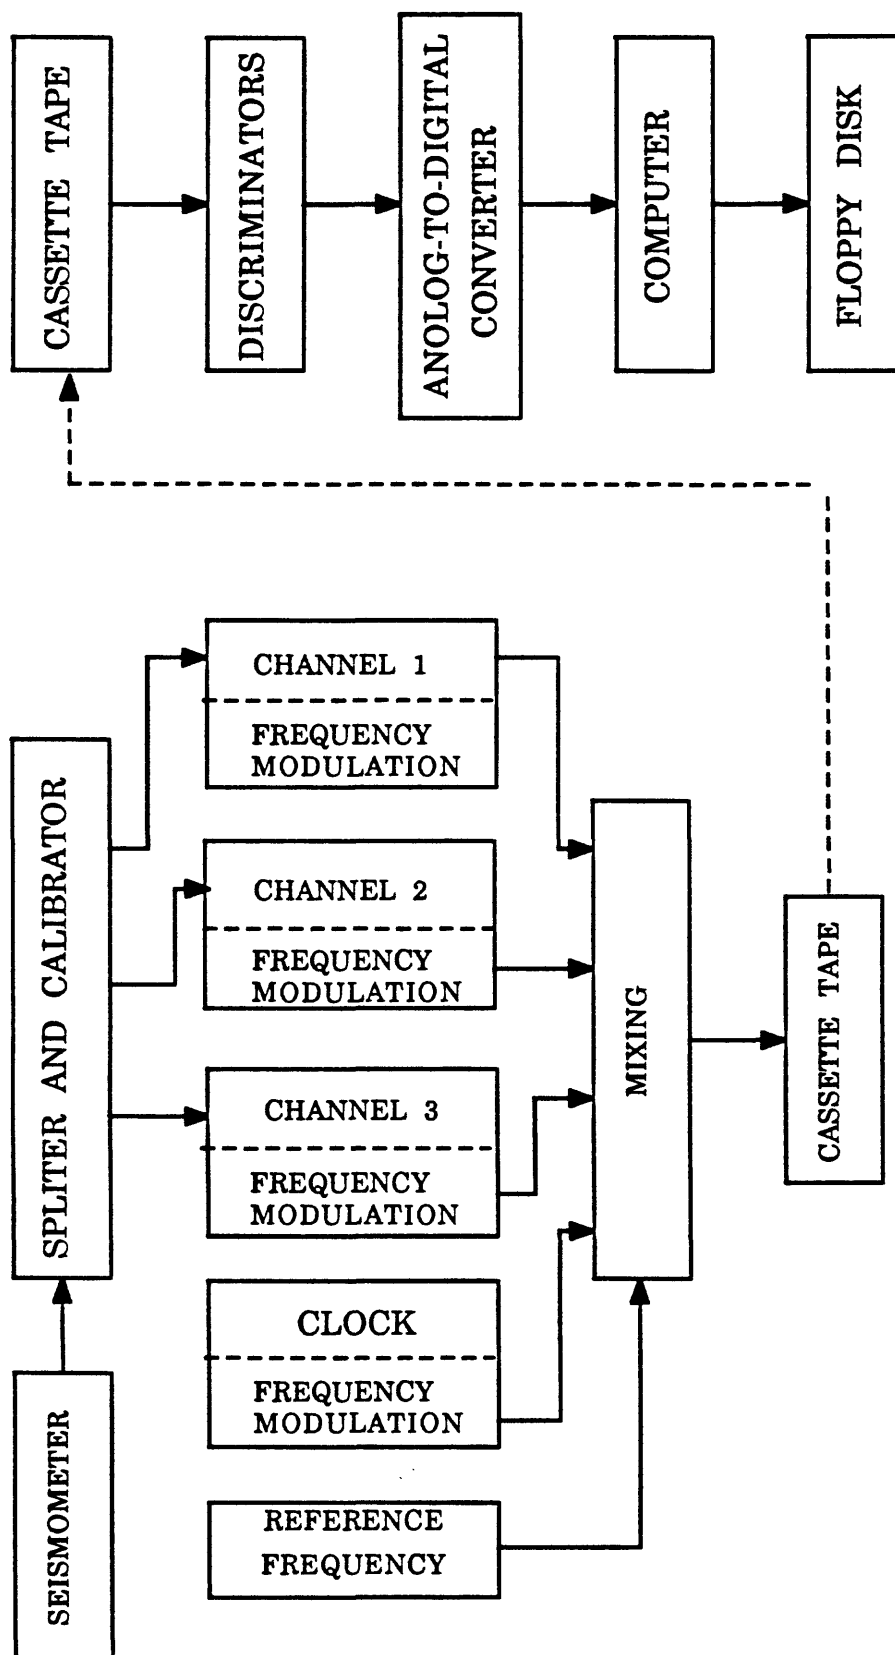 CASSETTE TAPE
DISCRIMINATORS
ANOLOG-TO-DIGITAL
CONVERTER
COMPUTER
FLOPPY DISK
SPLITER AND CALIBRATOR
CHANNEL 1
FREQUENCY
MODULATION
CHANNEL 2
FREQUENCY
MODULATION
CHANNEL 3
FREQUENCY
MODULATION
CLOCK
FREQUENCY
MODULATION
REFERENCE
FREQUENCY
SEISMOMETER
MIXING
CASSETTE TAPE